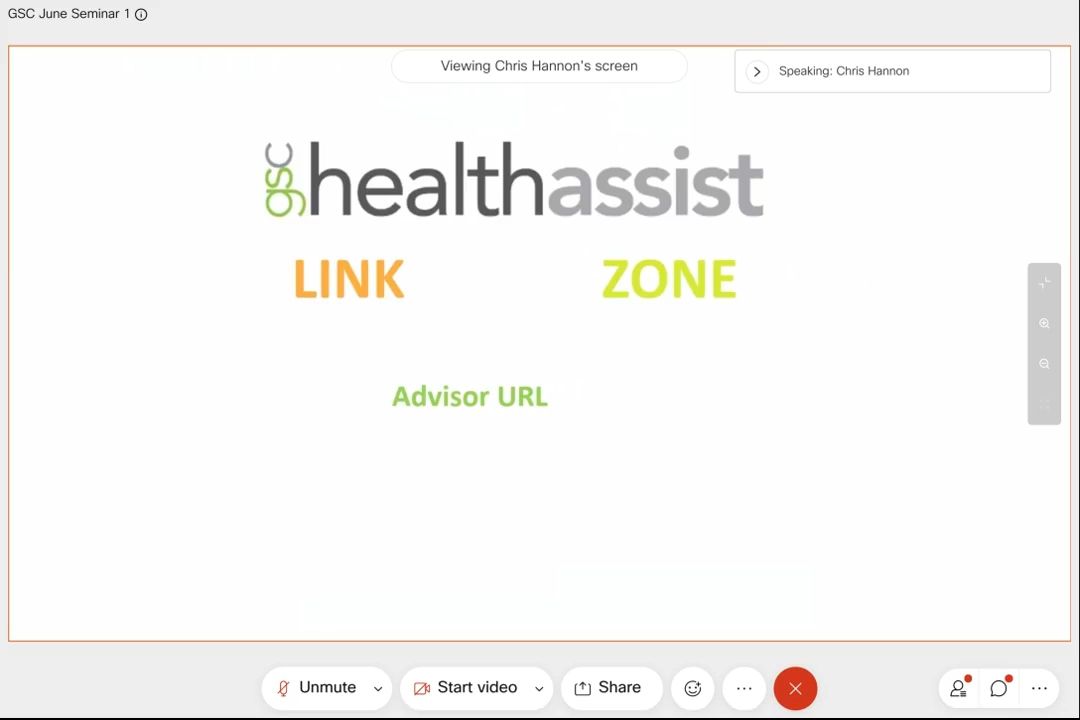 GSC June Seminar 1
Viewing Chris Hannon's screen
Speaking: Chris Hannon
gsc healthassist
LINK ZONE
Advisor URL
Unmute
Start video
Share